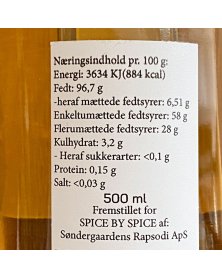 Næringsindhold pr. 100 g:
Energi: 3634 KJ(884 kcal)
Fedt: 96,7 g
-heraf mættede fedtsyrer: 6,51 g
Enkeltumættede fedtsyrer: 58 g
Flerumættede fedtsyrer: 28 g
Kulhydrat: 3,2 g
- Heraf sukkerarter: <0,1 g
Protein: 0,15 g
Salt: <0,03 g
500 ml
Fremstillet for
SPICE BY SPICE af:
Søndergaardens Rapsodi ApS